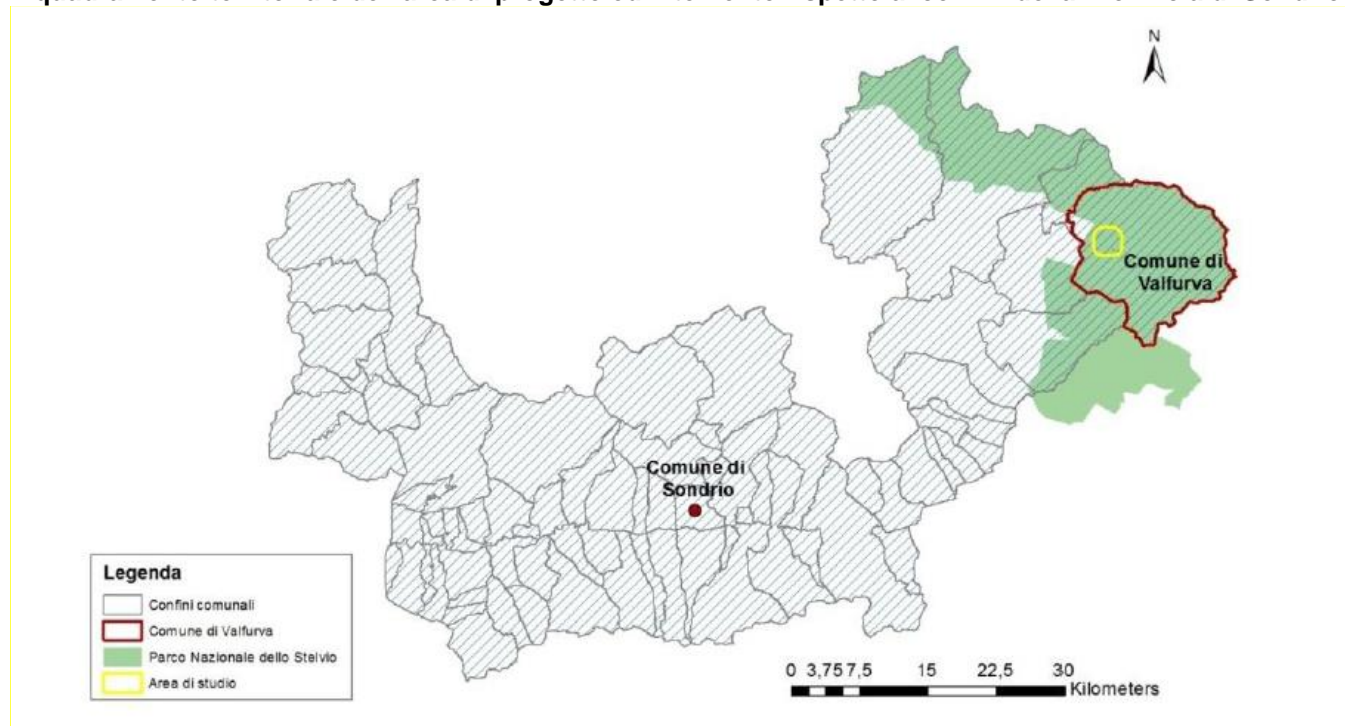 N
Comune di
Valfurva
Comune di
Sondrio
Legenda
Confini comunali
Comune di Valfurva
Parco Nazionale dello Stelvio
Area di studio
0 3,75 7,5 15 22,5 30
Kilometers